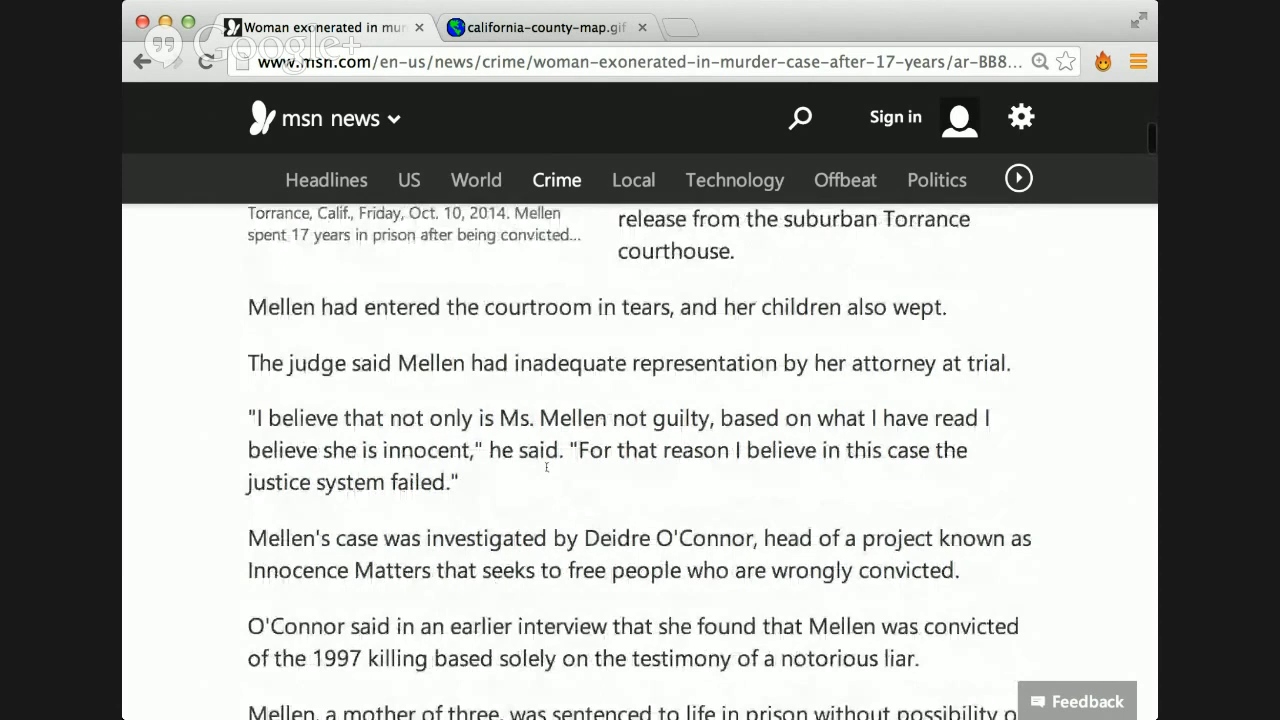 Woman exonerated in mur
california-county-map.gif
Google+
www.msn.com/en-us/news/crime/woman-exonerated-in-murder-case-after-17-years/ar-BB8...
msn news
Sign in
Headlines US World Crime Local Technology Offbeat Politics
Torrance, Calif., Friday, Oct. 10, 2014. Mellen
spent 17 years in prison after being convicted...
release from the suburban Torrance
courthouse.
Mellen had entered the courtroom in tears, and her children also wept.
The judge said Mellen had inadequate representation by her attorney at trial.
"I believe that not only is Ms. Mellen not guilty, based on what I have read I
believe she is innocent," he said. "For that reason I believe in this case the
justice system failed."
Mellen's case was investigated by Deidre O'Connor, head of a project known as
Innocence Matters that seeks to free people who are wrongly convicted.
O'Connor said in an earlier interview that she found that Mellen was convicted
of the 1997 killing based solely on the testimony of a notorious liar.
Mellen, a mother of three, was sentenced to life in prison without possibility o
Feedback